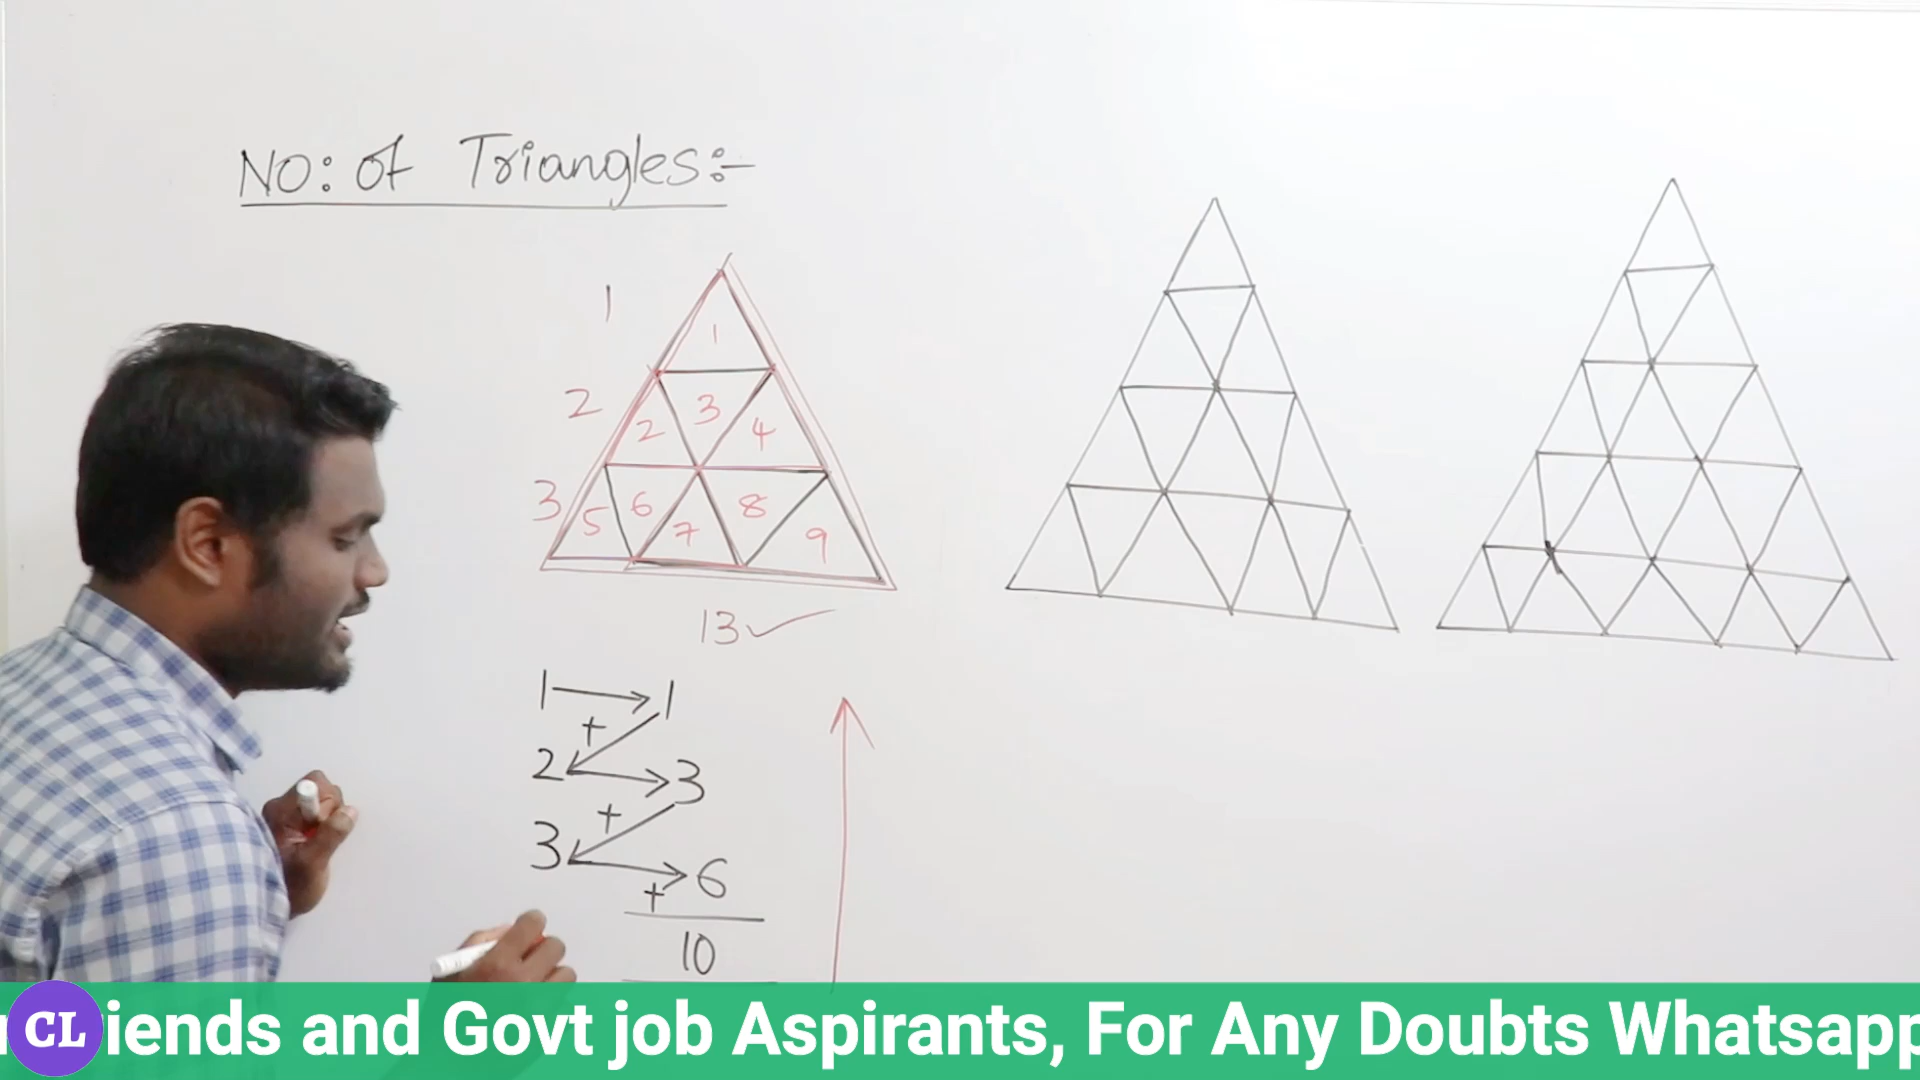 NO: of Triangles:-
1
1
2
2 3 4
3
5 6 7 8 9
13✓
1 → 1
+
2 → 3
+
3 → 6
+
10
CL iends and Govt job Aspirants, For Any Doubts Whatsapp